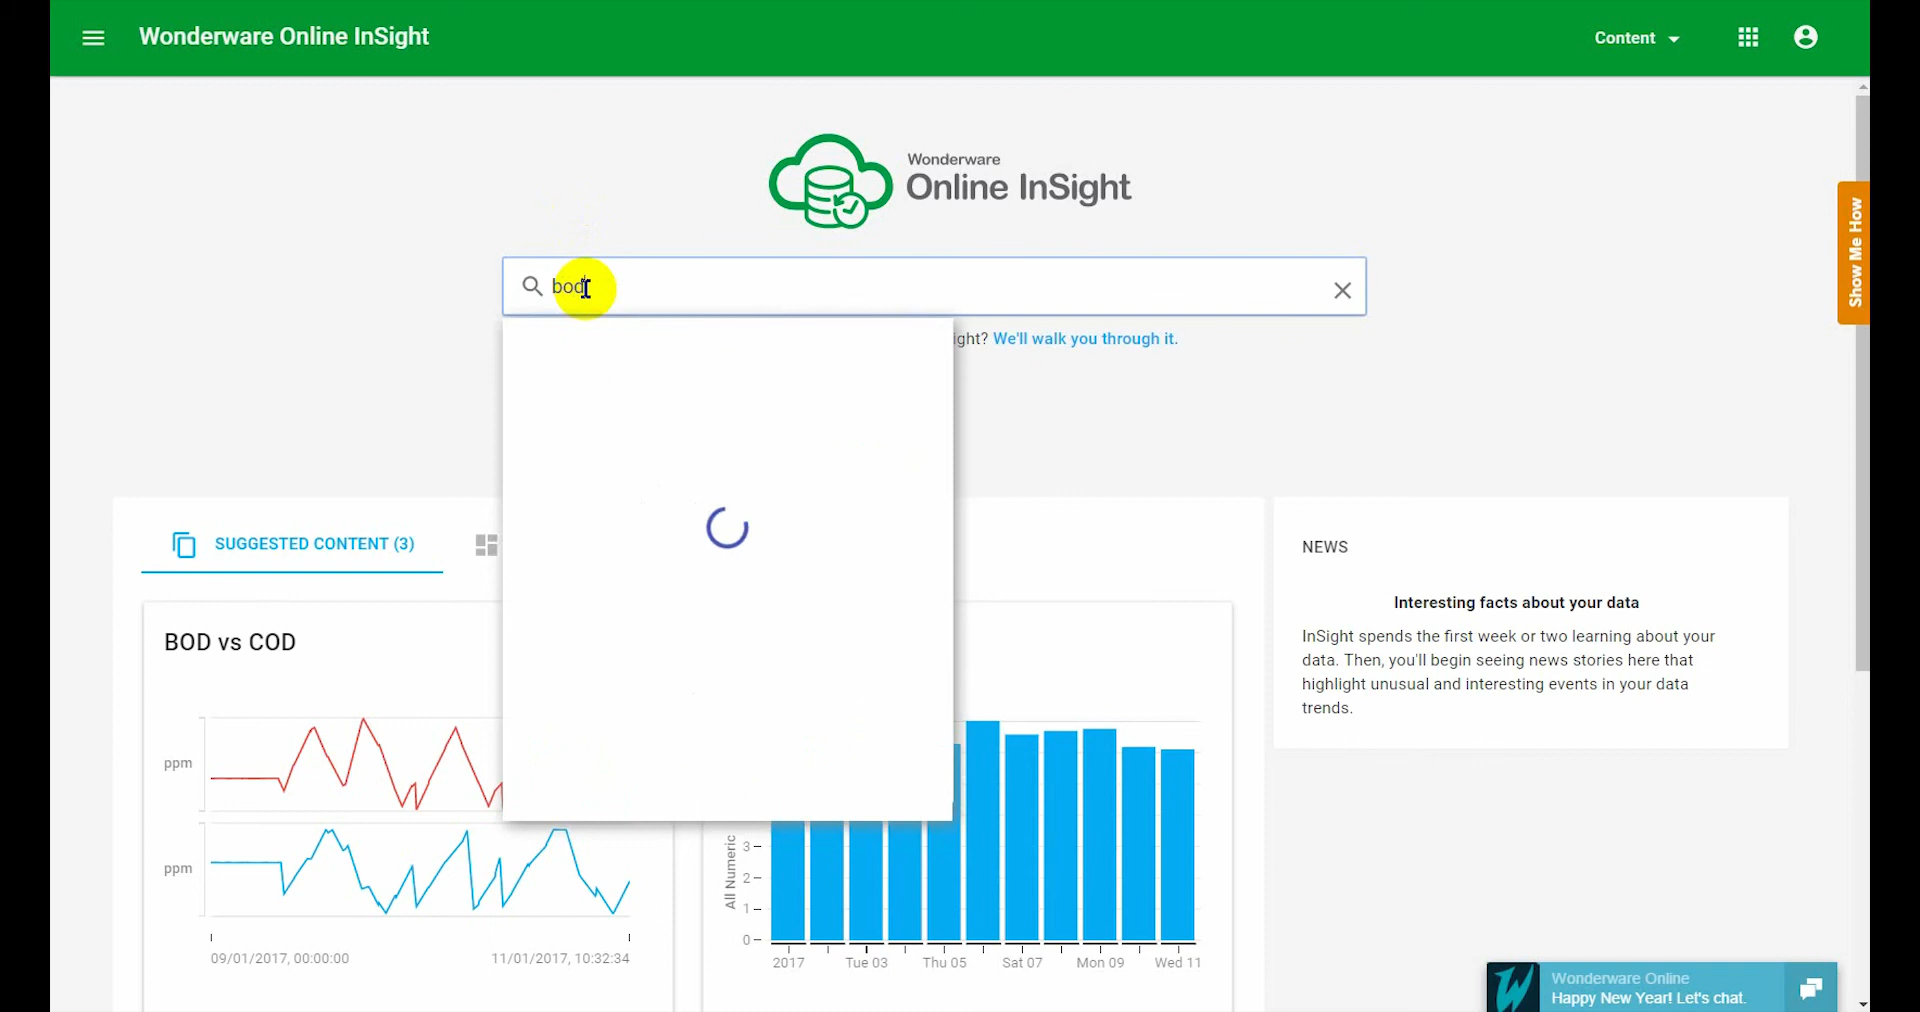 Wonderware Online InSight
Content
Wonderware
Online InSight
Show Me How
bod
ight? We'll walk you through it.
SUGGESTED CONTENT (3)
BOD vs COD
ppm
ppm
09/01/2017, 00:00:00
11/01/2017, 10:32:34
All Numeric
3
2
1
0
2017
Tue 03
Thu 05
Sat 07
Mon 09
Wed 11
NEWS
Interesting facts about your data
InSight spends the first week or two learning about your
data. Then, you'll begin seeing news stories here that
highlight unusual and interesting events in your data
trends.
Wonderware Online
Happy New Year! Let's chat.